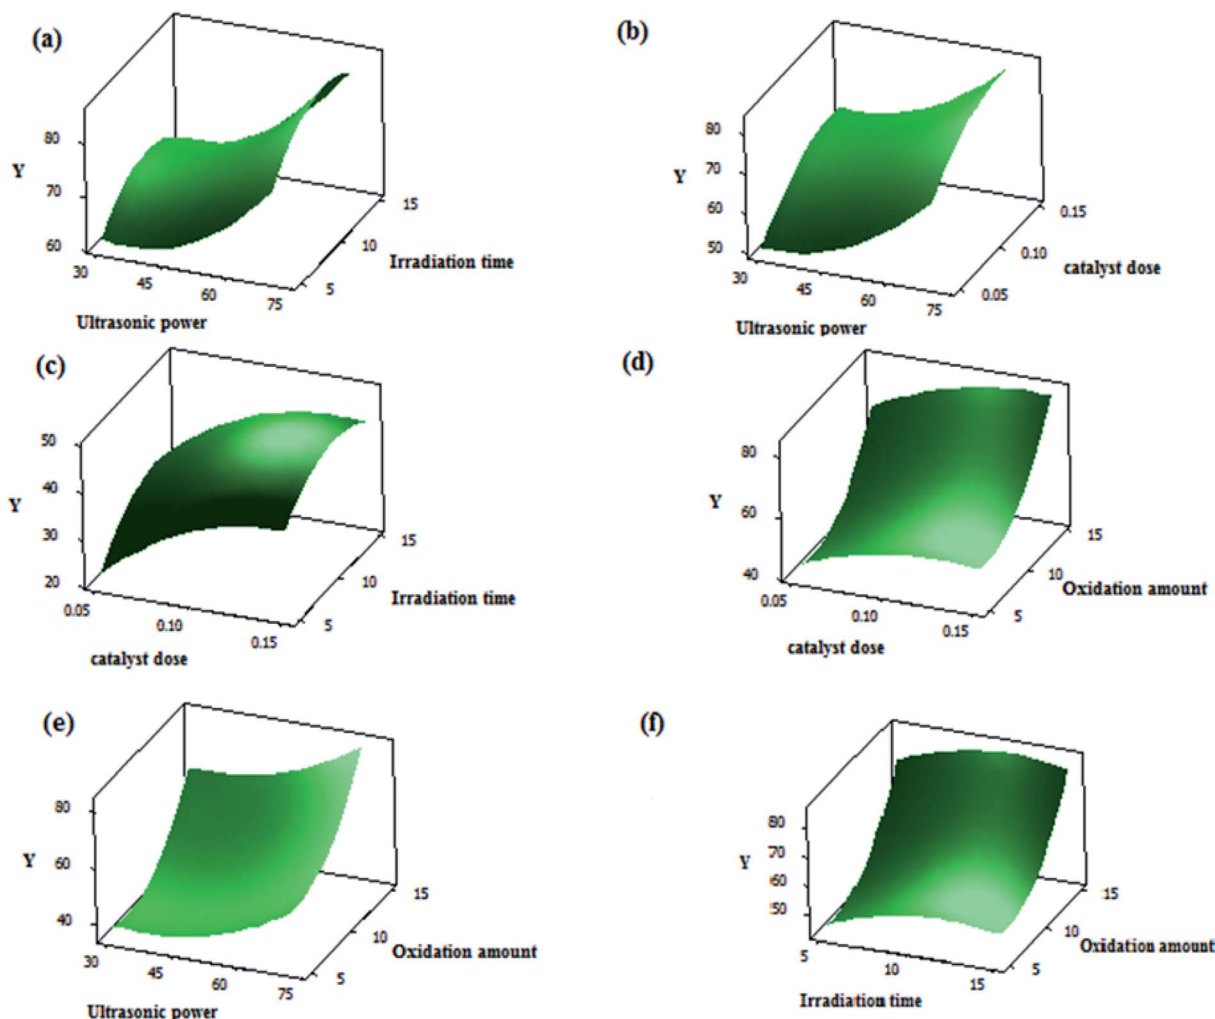 (a)
Y
80
70
60
30
45
60
75
5
10
15
Ultrasonic power
Irradiation time
(b)
Y
80
70
60
50
30
45
60
75
0.05
0.10
0.15
Ultrasonic power
catalyst dose
(c)
Y
50
40
30
20
0.05
0.10
0.15
5
10
15
catalyst dose
Irradiation time
(d)
Y
80
60
40
0.05
0.10
0.15
5
10
15
catalyst dose
Oxidation amount
(e)
Y
80
60
40
30
45
60
75
5
10
15
Ultrasonic power
Oxidation amount
(f)
Y
80
70
60
50
5
10
15
5
10
15
Irradiation time
Oxidation amount